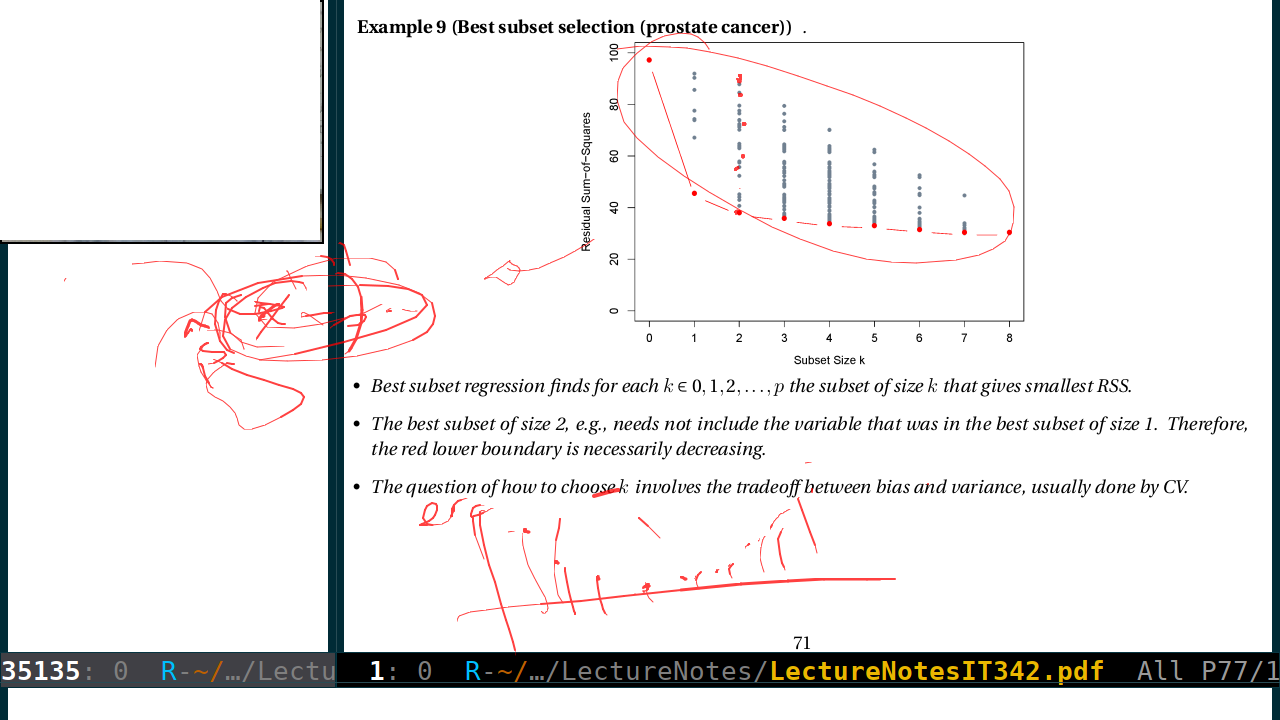 Example 9 (Best subset selection (prostate cancer)) .
100
80
60
40
20
0
Residual Sum−of−Squares
0 1 2 3 4 5 6 7 8
Subset Size k
• Best subset regression finds for each k ∈ 0, 1, 2, . . . , p the subset of size k that gives smallest RSS.
• The best subset of size 2, e.g., needs not include the variable that was in the best subset of size 1. Therefore,
the red lower boundary is necessarily decreasing.
• The question of how to choose k involves the tradeoff between bias and variance, usually done by CV.
err
71
35135: 0 R-~/…/Lectu
1: 0 R-~/…/LectureNotes/LectureNotesIT342.pdf All P77/1